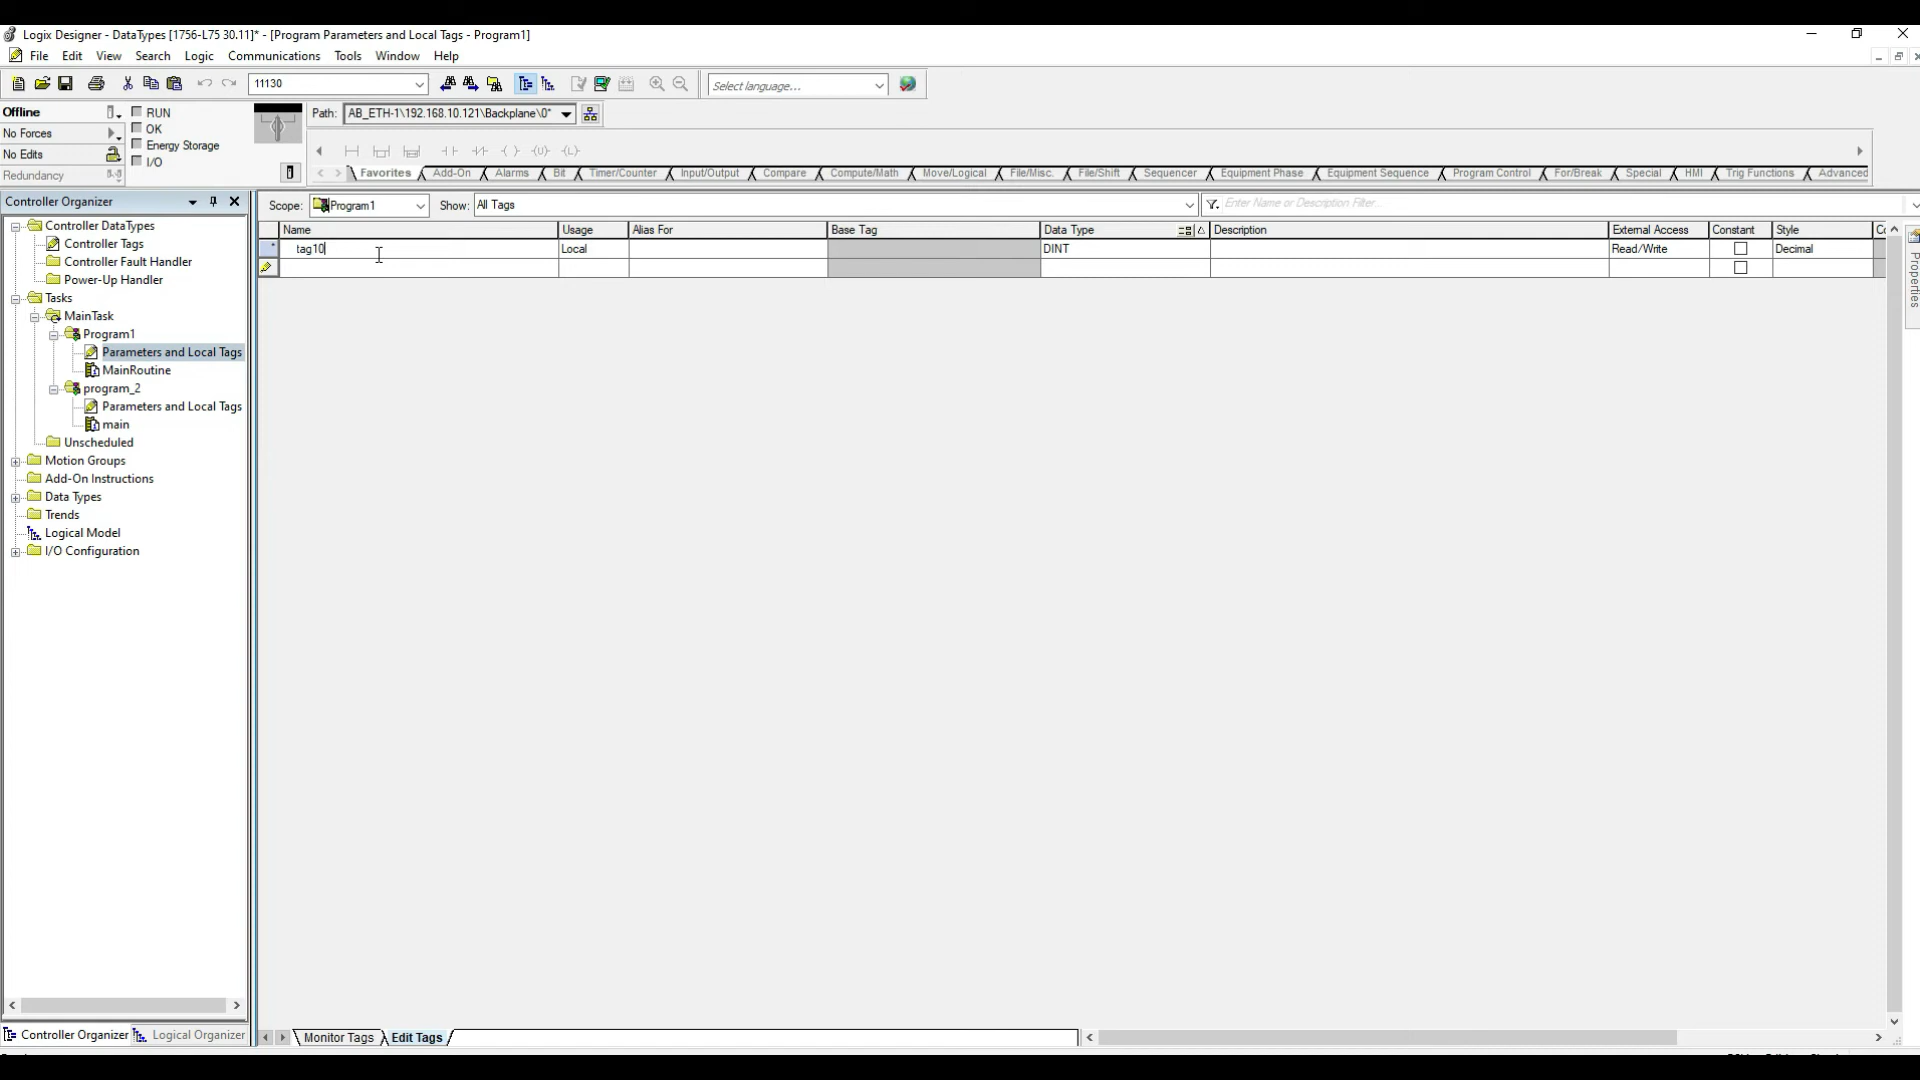 Logix Designer - DataTypes [1756-L75 30.11]* - [Program Parameters and Local Tags - Program1]
File Edit View Search Logic Communications Tools Window Help
11130 Select language...
Offline RUN Path: AB_ETH-1\192.168.10.121\Backplane\0*
OK
No Forces Energy Storage
No Edits I/O
Redundancy Favorites Add-On Alarms Bit Timer/Counter Input/Output Compare Compute/Math Move/Logical File/Misc. File/Shift Sequencer Equipment Phase Equipment Sequence Program Control For/Break Special HMI Trig Functions Advanced
Controller Organizer
Controller DataTypes
Controller Tags
Controller Fault Handler
Power-Up Handler
Tasks
MainTask
Program1
Parameters and Local Tags
MainRoutine
program_2
Parameters and Local Tags
main
Unscheduled
Motion Groups
Add-On Instructions
Data Types
Trends
Logical Model
I/O Configuration
Controller Organizer Logical Organizer
Scope: Program1 Show: All Tags Enter Name or Description Filter...
Name Usage Alias For Base Tag Data Type Description External Access Constant Style
tag10 Local DINT Read/Write Decimal
Properties
Monitor Tags Edit Tags